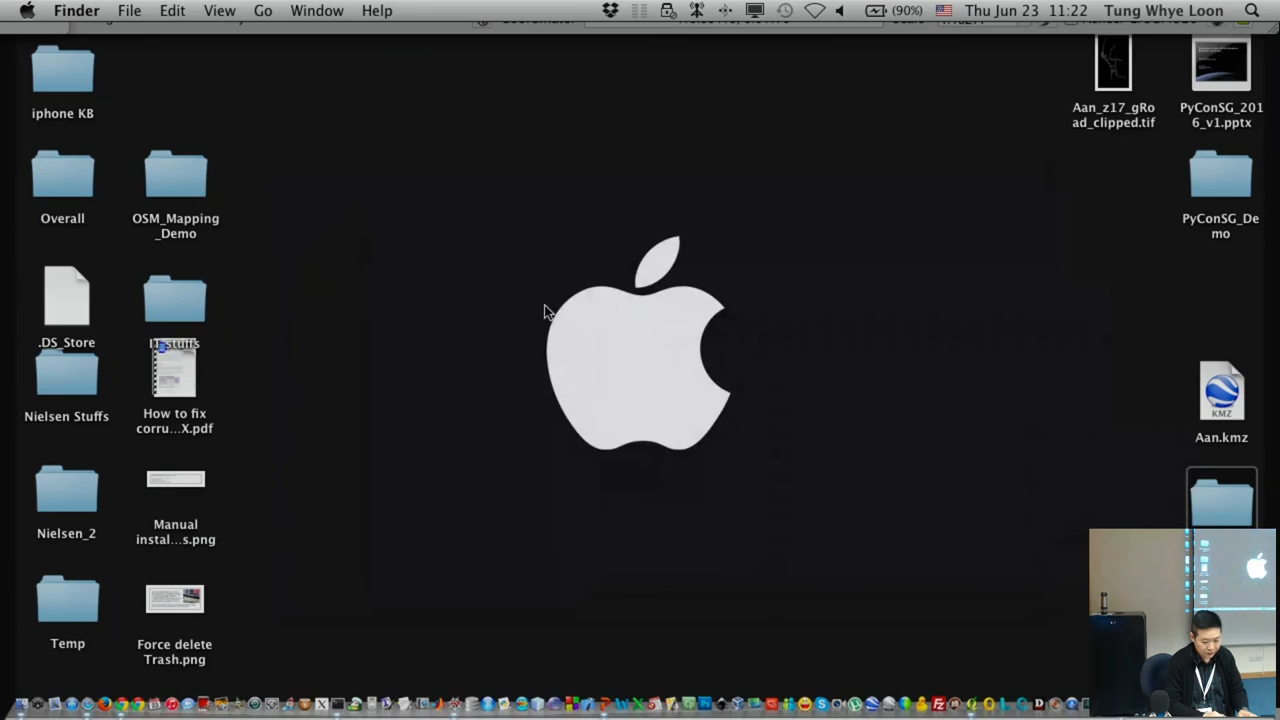 Finder File Edit View Go Window Help (90%) Thu Jun 23 11:22 Tung Whye Loon
iphone KB
Aan_z17_gRo
ad_clipped.tif
PyConSG_201
6_v1.pptx
Overall
OSM_Mapping
_Demo
PyConSG_De
mo
.DS_Store
IT stuffs
Nielsen Stuffs
How to fix
corru...X.pdf
KMZ
Aan.kmz
Nielsen_2
Manual
instal...s.png
Temp
Force delete
Trash.png